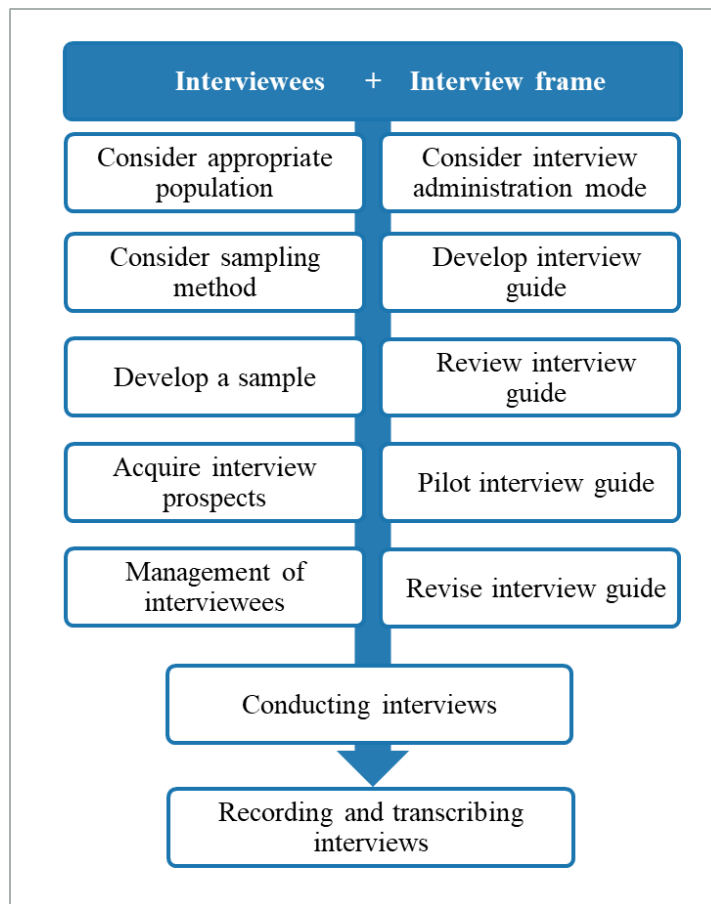 Interviewees + Interview frame
Consider appropriate
population
Consider interview
administration mode
Consider sampling
method
Develop interview
guide
Develop a sample
Review interview
guide
Acquire interview
prospects
Pilot interview guide
Management of
interviewees
Revise interview guide
Conducting interviews
Recording and transcribing
interviews